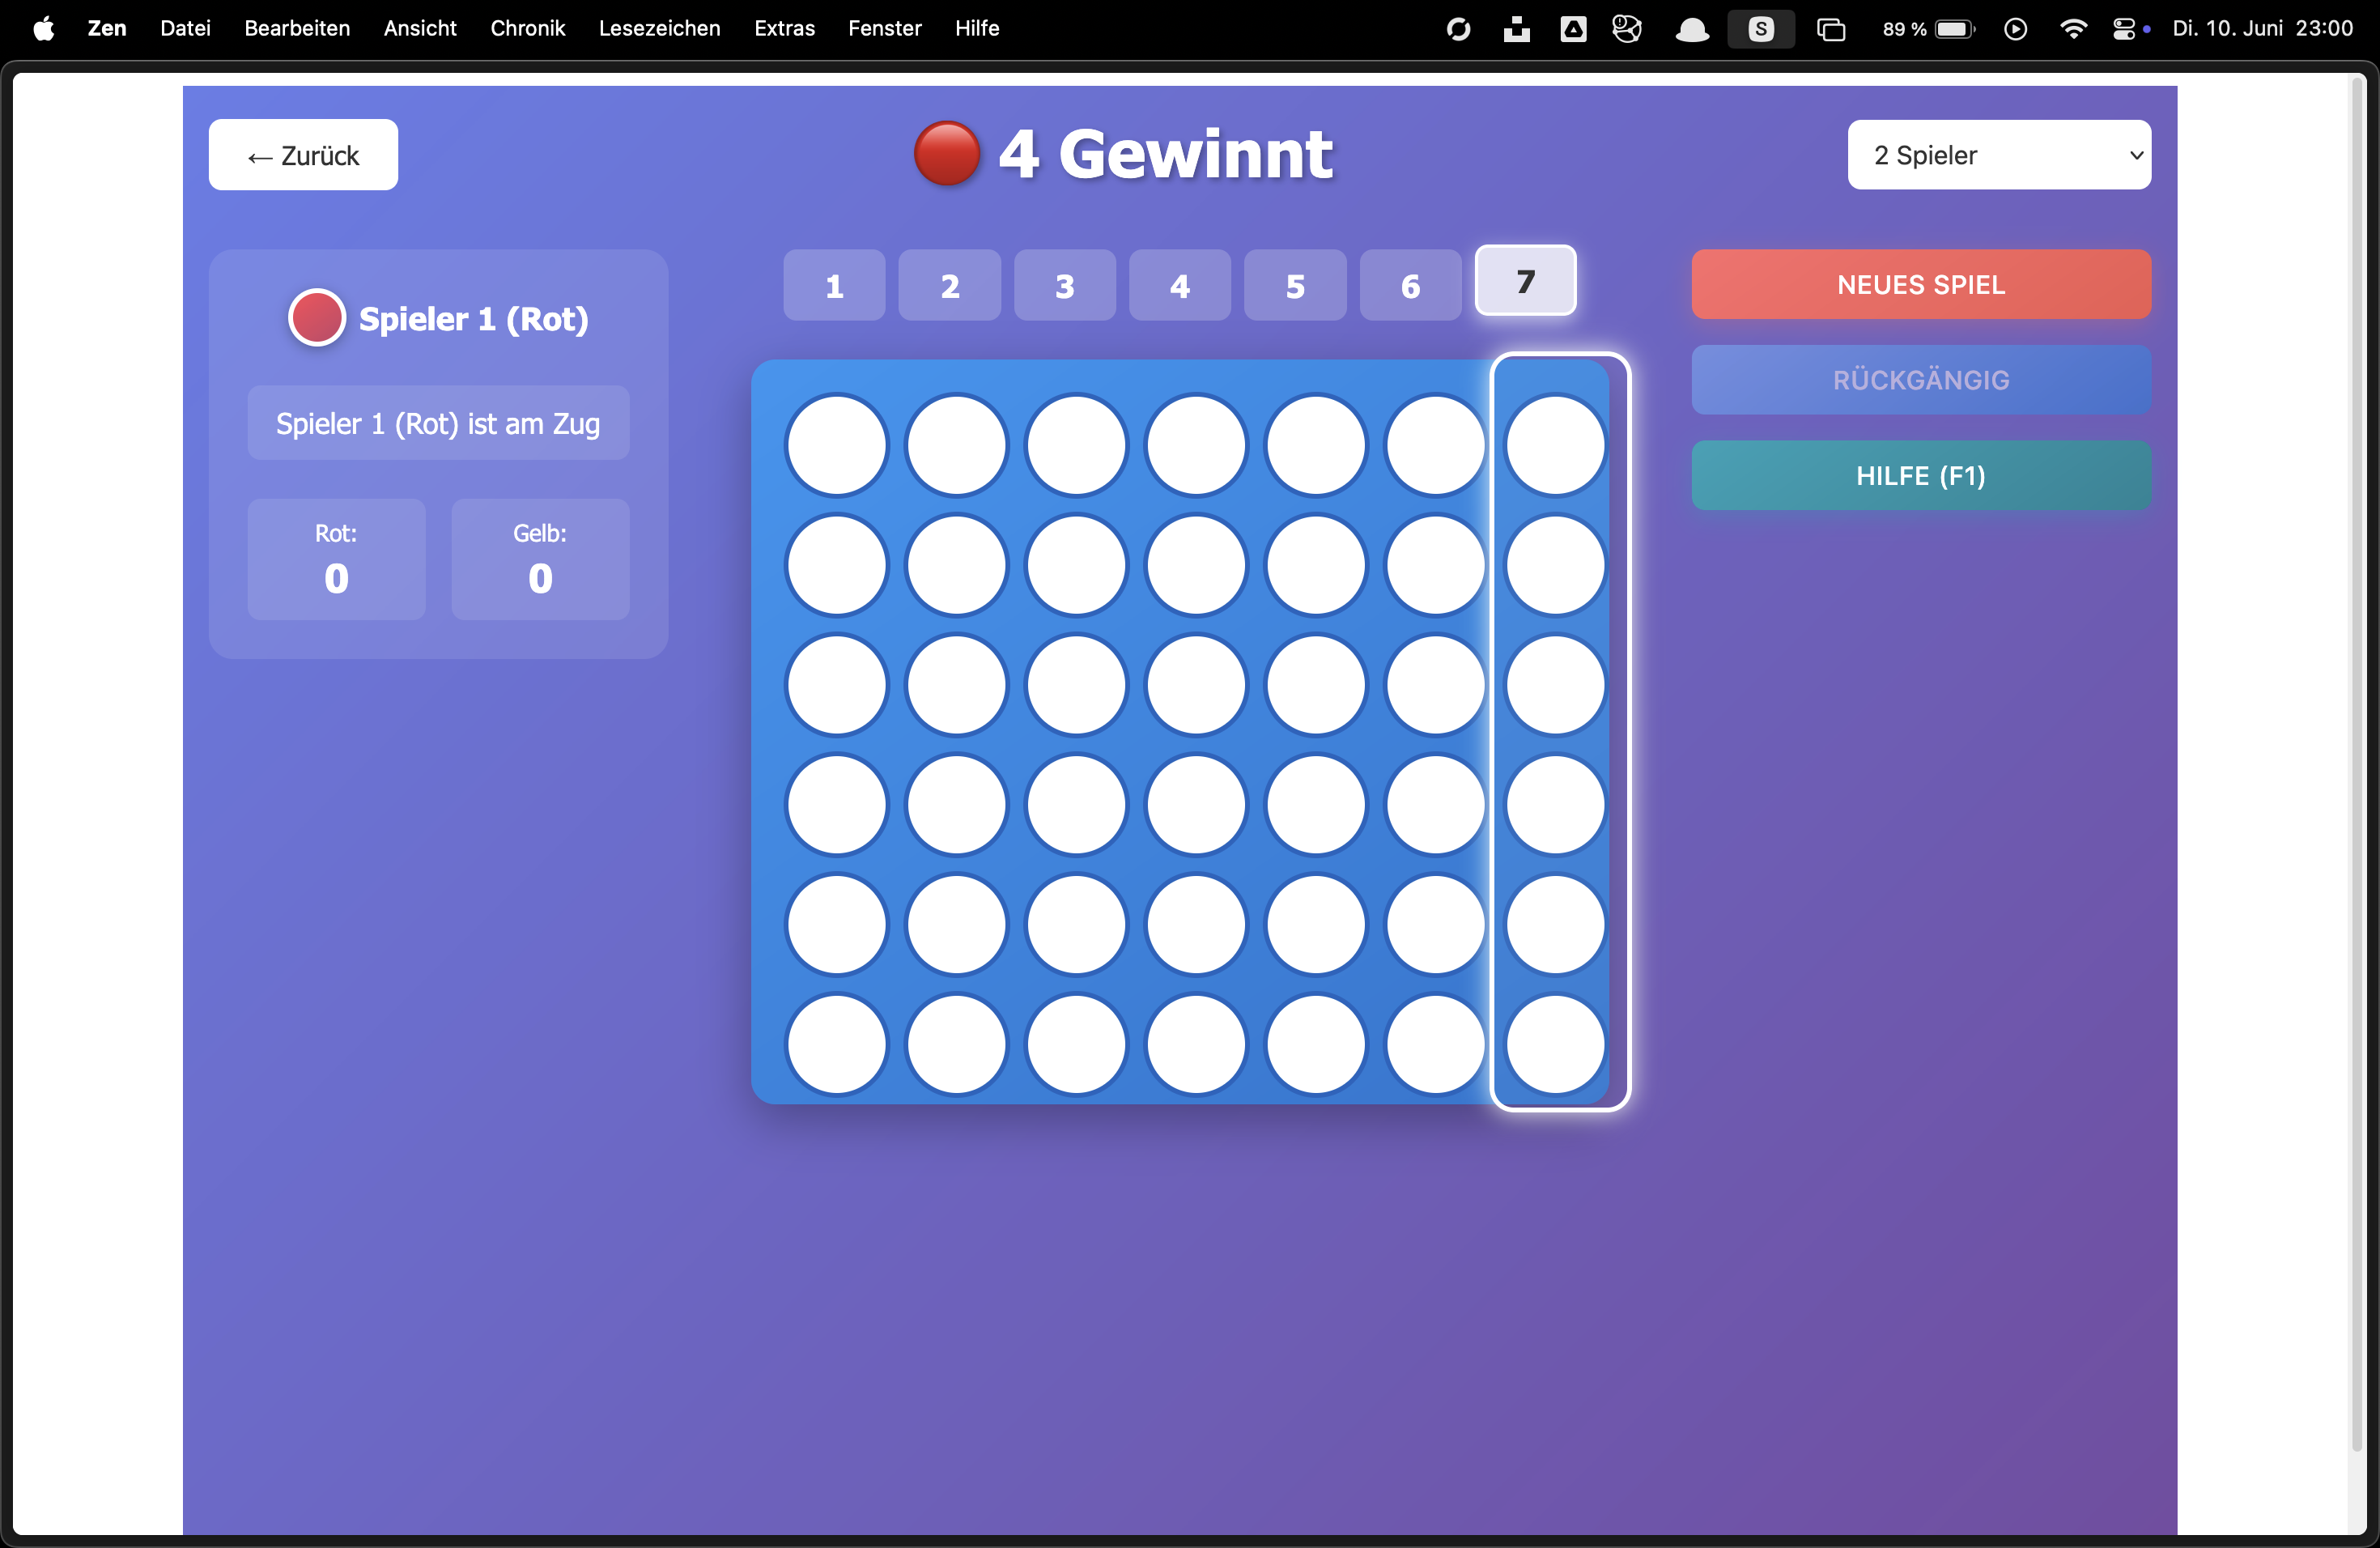 Zen Datei Bearbeiten Ansicht Chronik Lesezeichen Extras Fenster Hilfe S 89 % Di. 10. Juni 23:00
← Zurück
4 Gewinnt
2 Spieler
Spieler 1 (Rot)
Spieler 1 (Rot) ist am Zug
Rot:
0
Gelb:
0
1 2 3 4 5 6 7
NEUES SPIEL
RÜCKGÄNGIG
HILFE (F1)